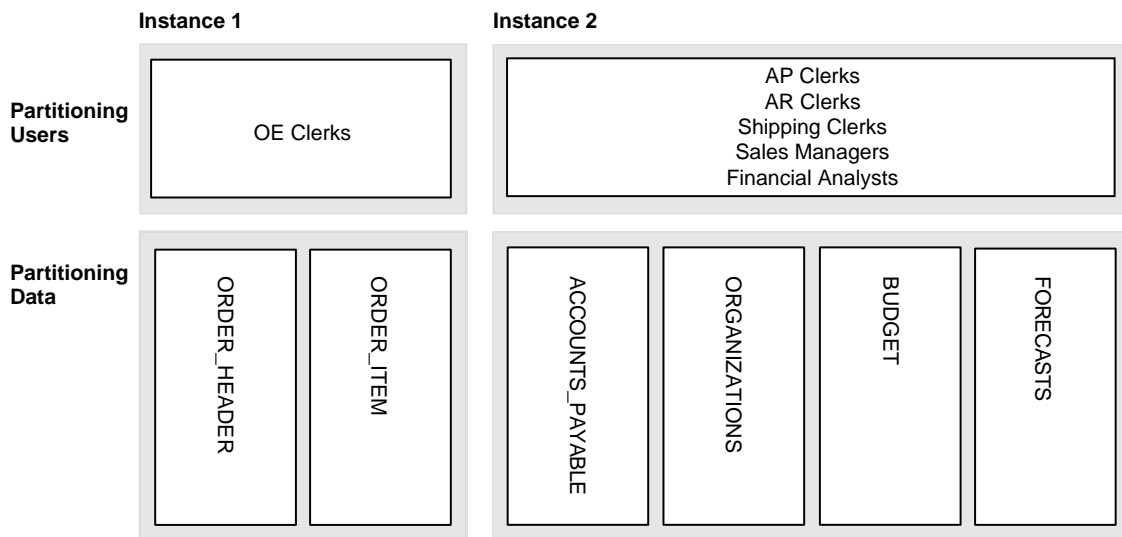 Instance 1
Instance 2
Partitioning
Users
OE Clerks
AP Clerks
AR Clerks
Shipping Clerks
Sales Managers
Financial Analysts
Partitioning
Data
ORDER_HEADER
ORDER_ITEM
ACCOUNTS_PAYABLE
ORGANIZATIONS
BUDGET
FORECASTS